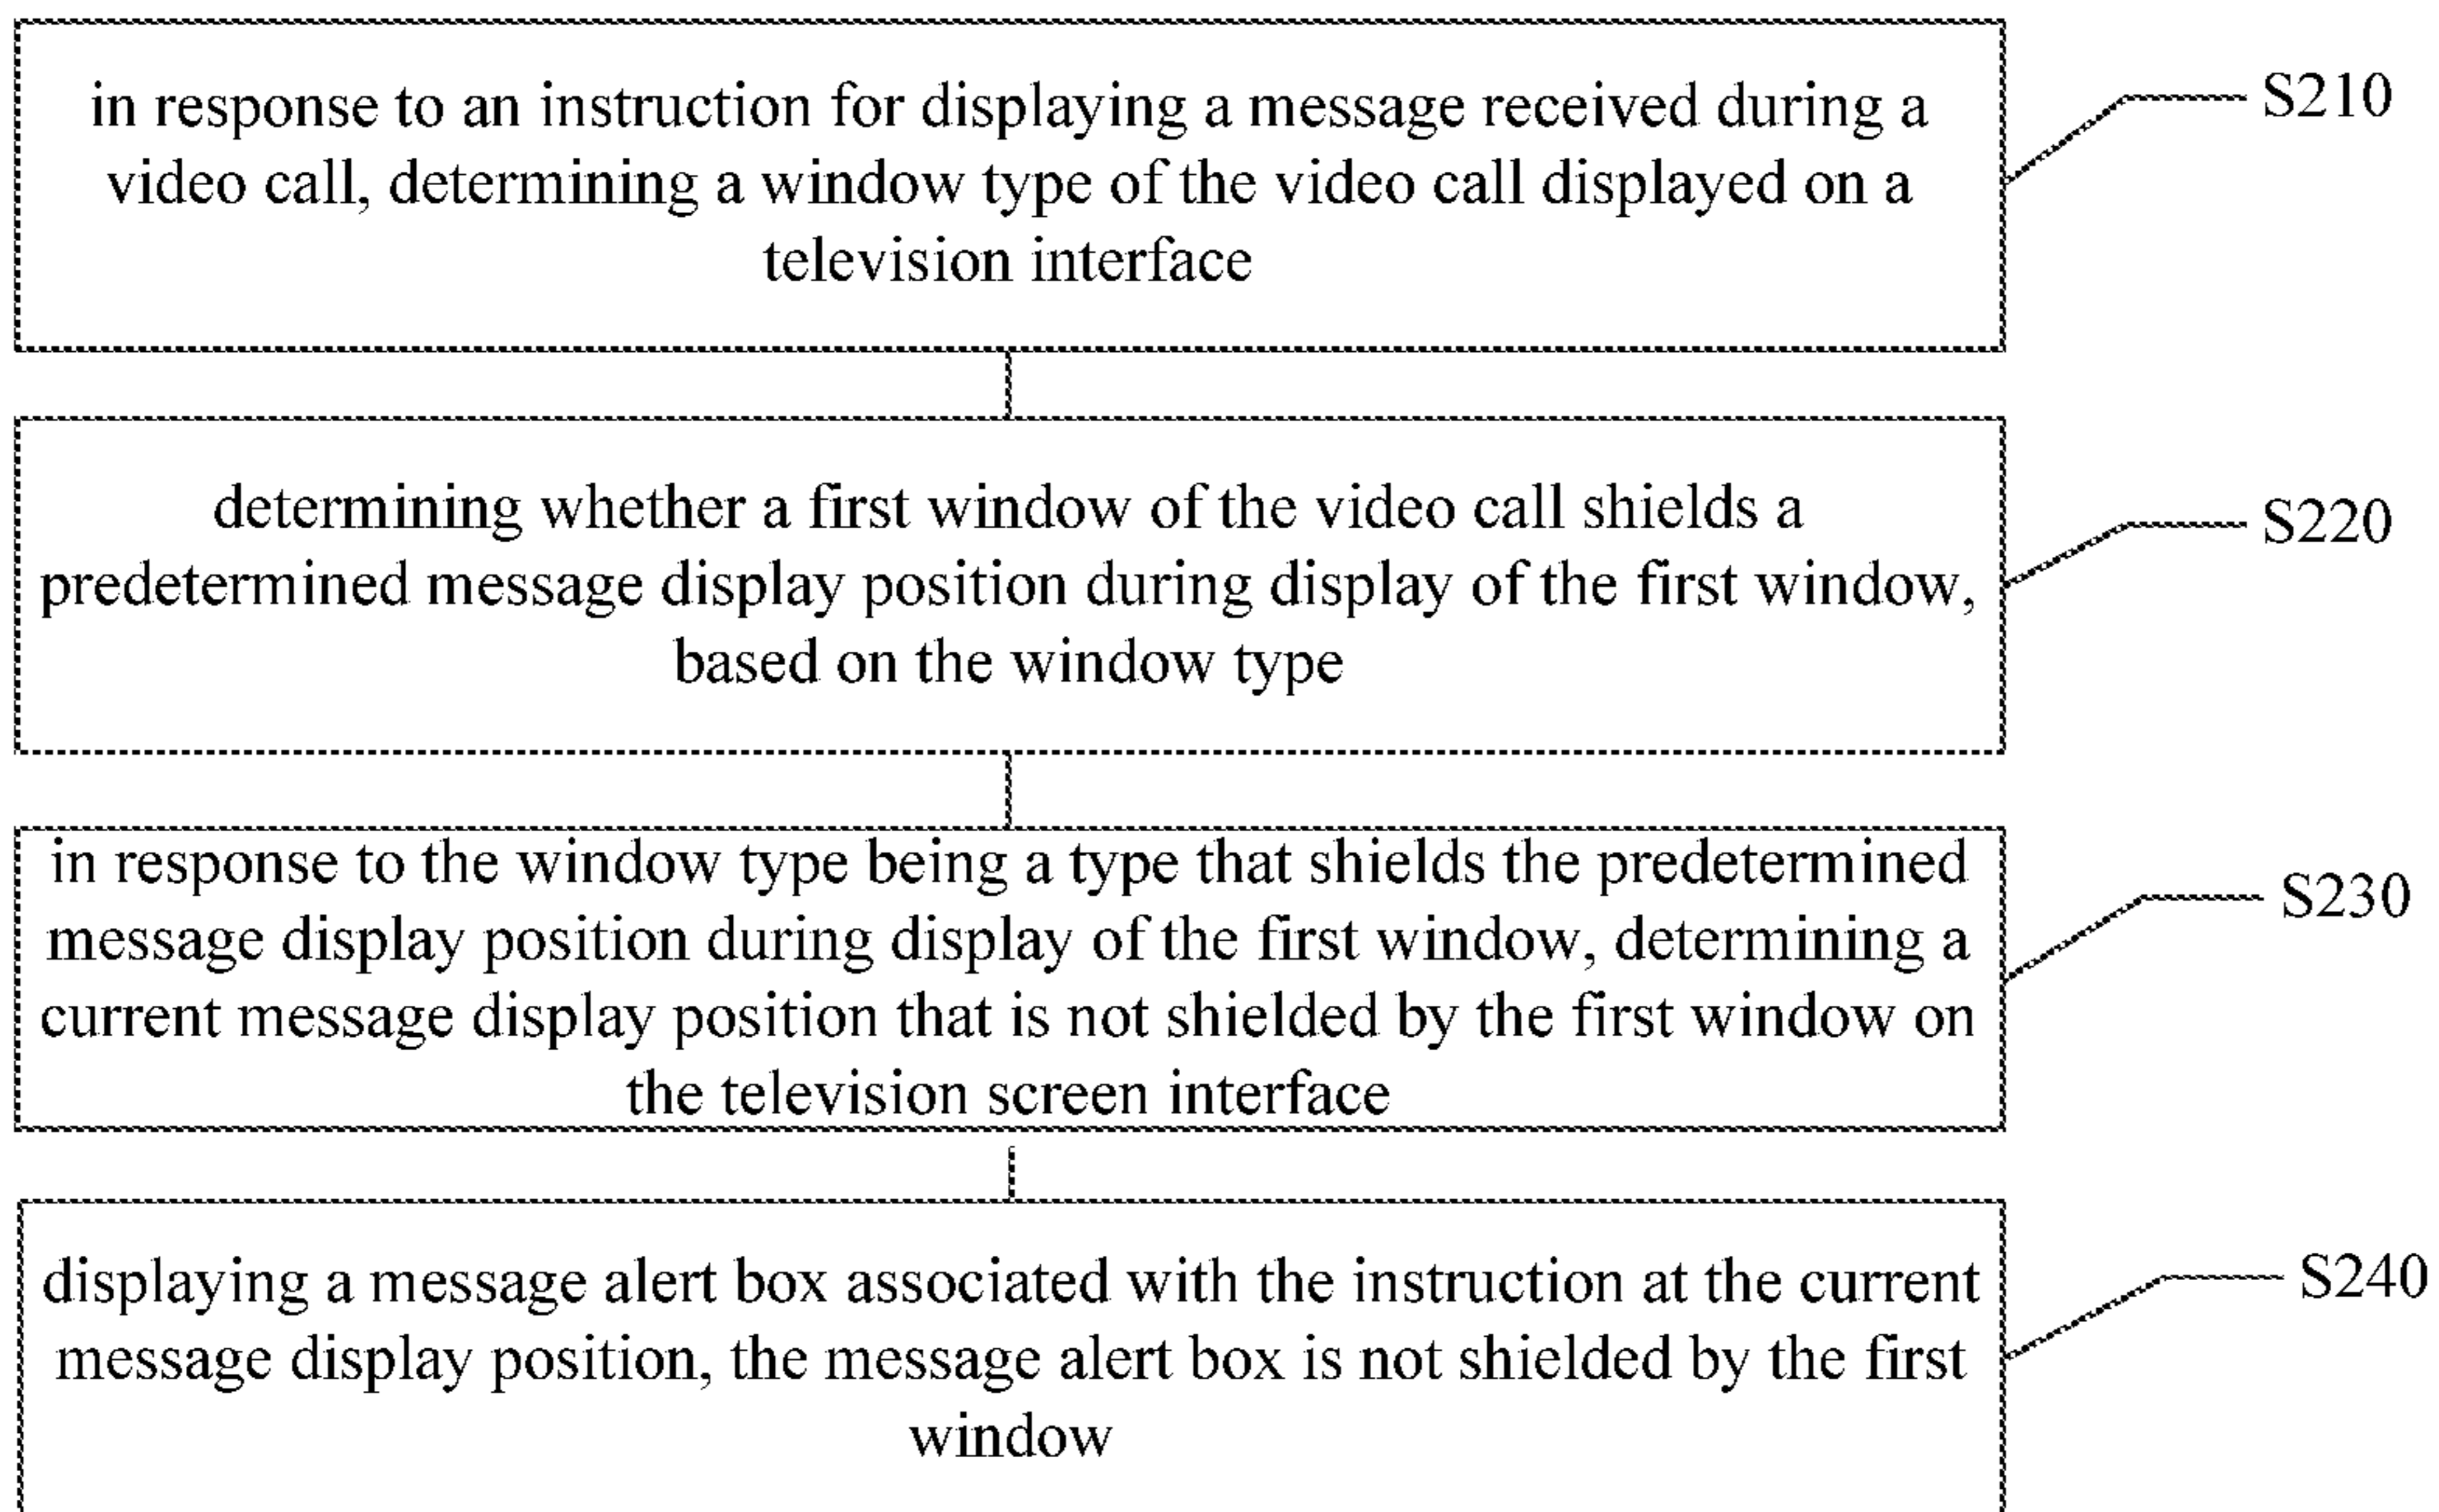 in response to an instruction for displaying a message received during a
video call, determining a window type of the video call displayed on a
television interface
S210
determining whether a first window of the video call shields a
predetermined message display position during display of the first window,
based on the window type
S220
in response to the window type being a type that shields the predetermined
message display position during display of the first window, determining a
current message display position that is not shielded by the first window on
the television screen interface
S230
displaying a message alert box associated with the instruction at the current
message display position, the message alert box is not shielded by the first
window
S240